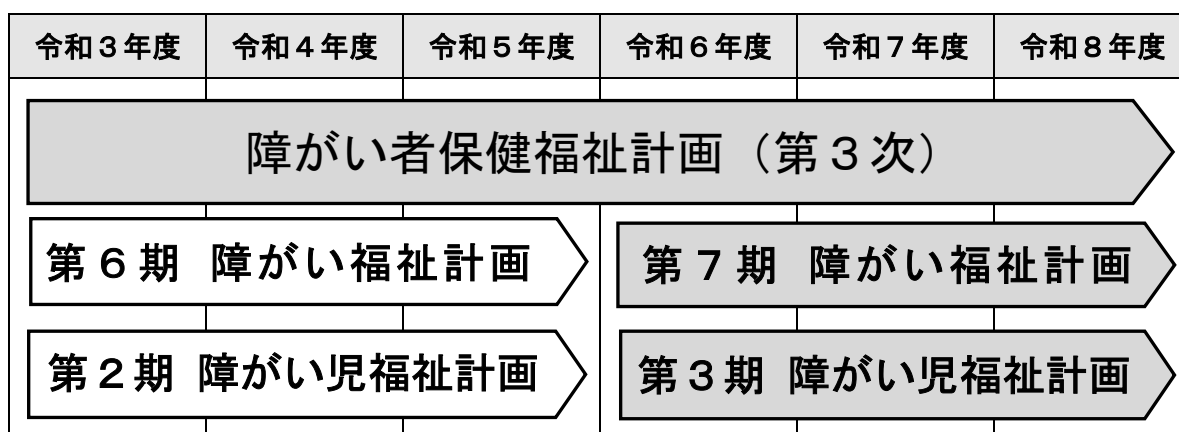 令和３年度 令和４年度 令和５年度 令和６年度 令和７年度 令和８年度
障がい者保健福祉計画（第３次）
第６期 障がい福祉計画 第７期 障がい福祉計画
第２期 障がい児福祉計画 第３期 障がい児福祉計画